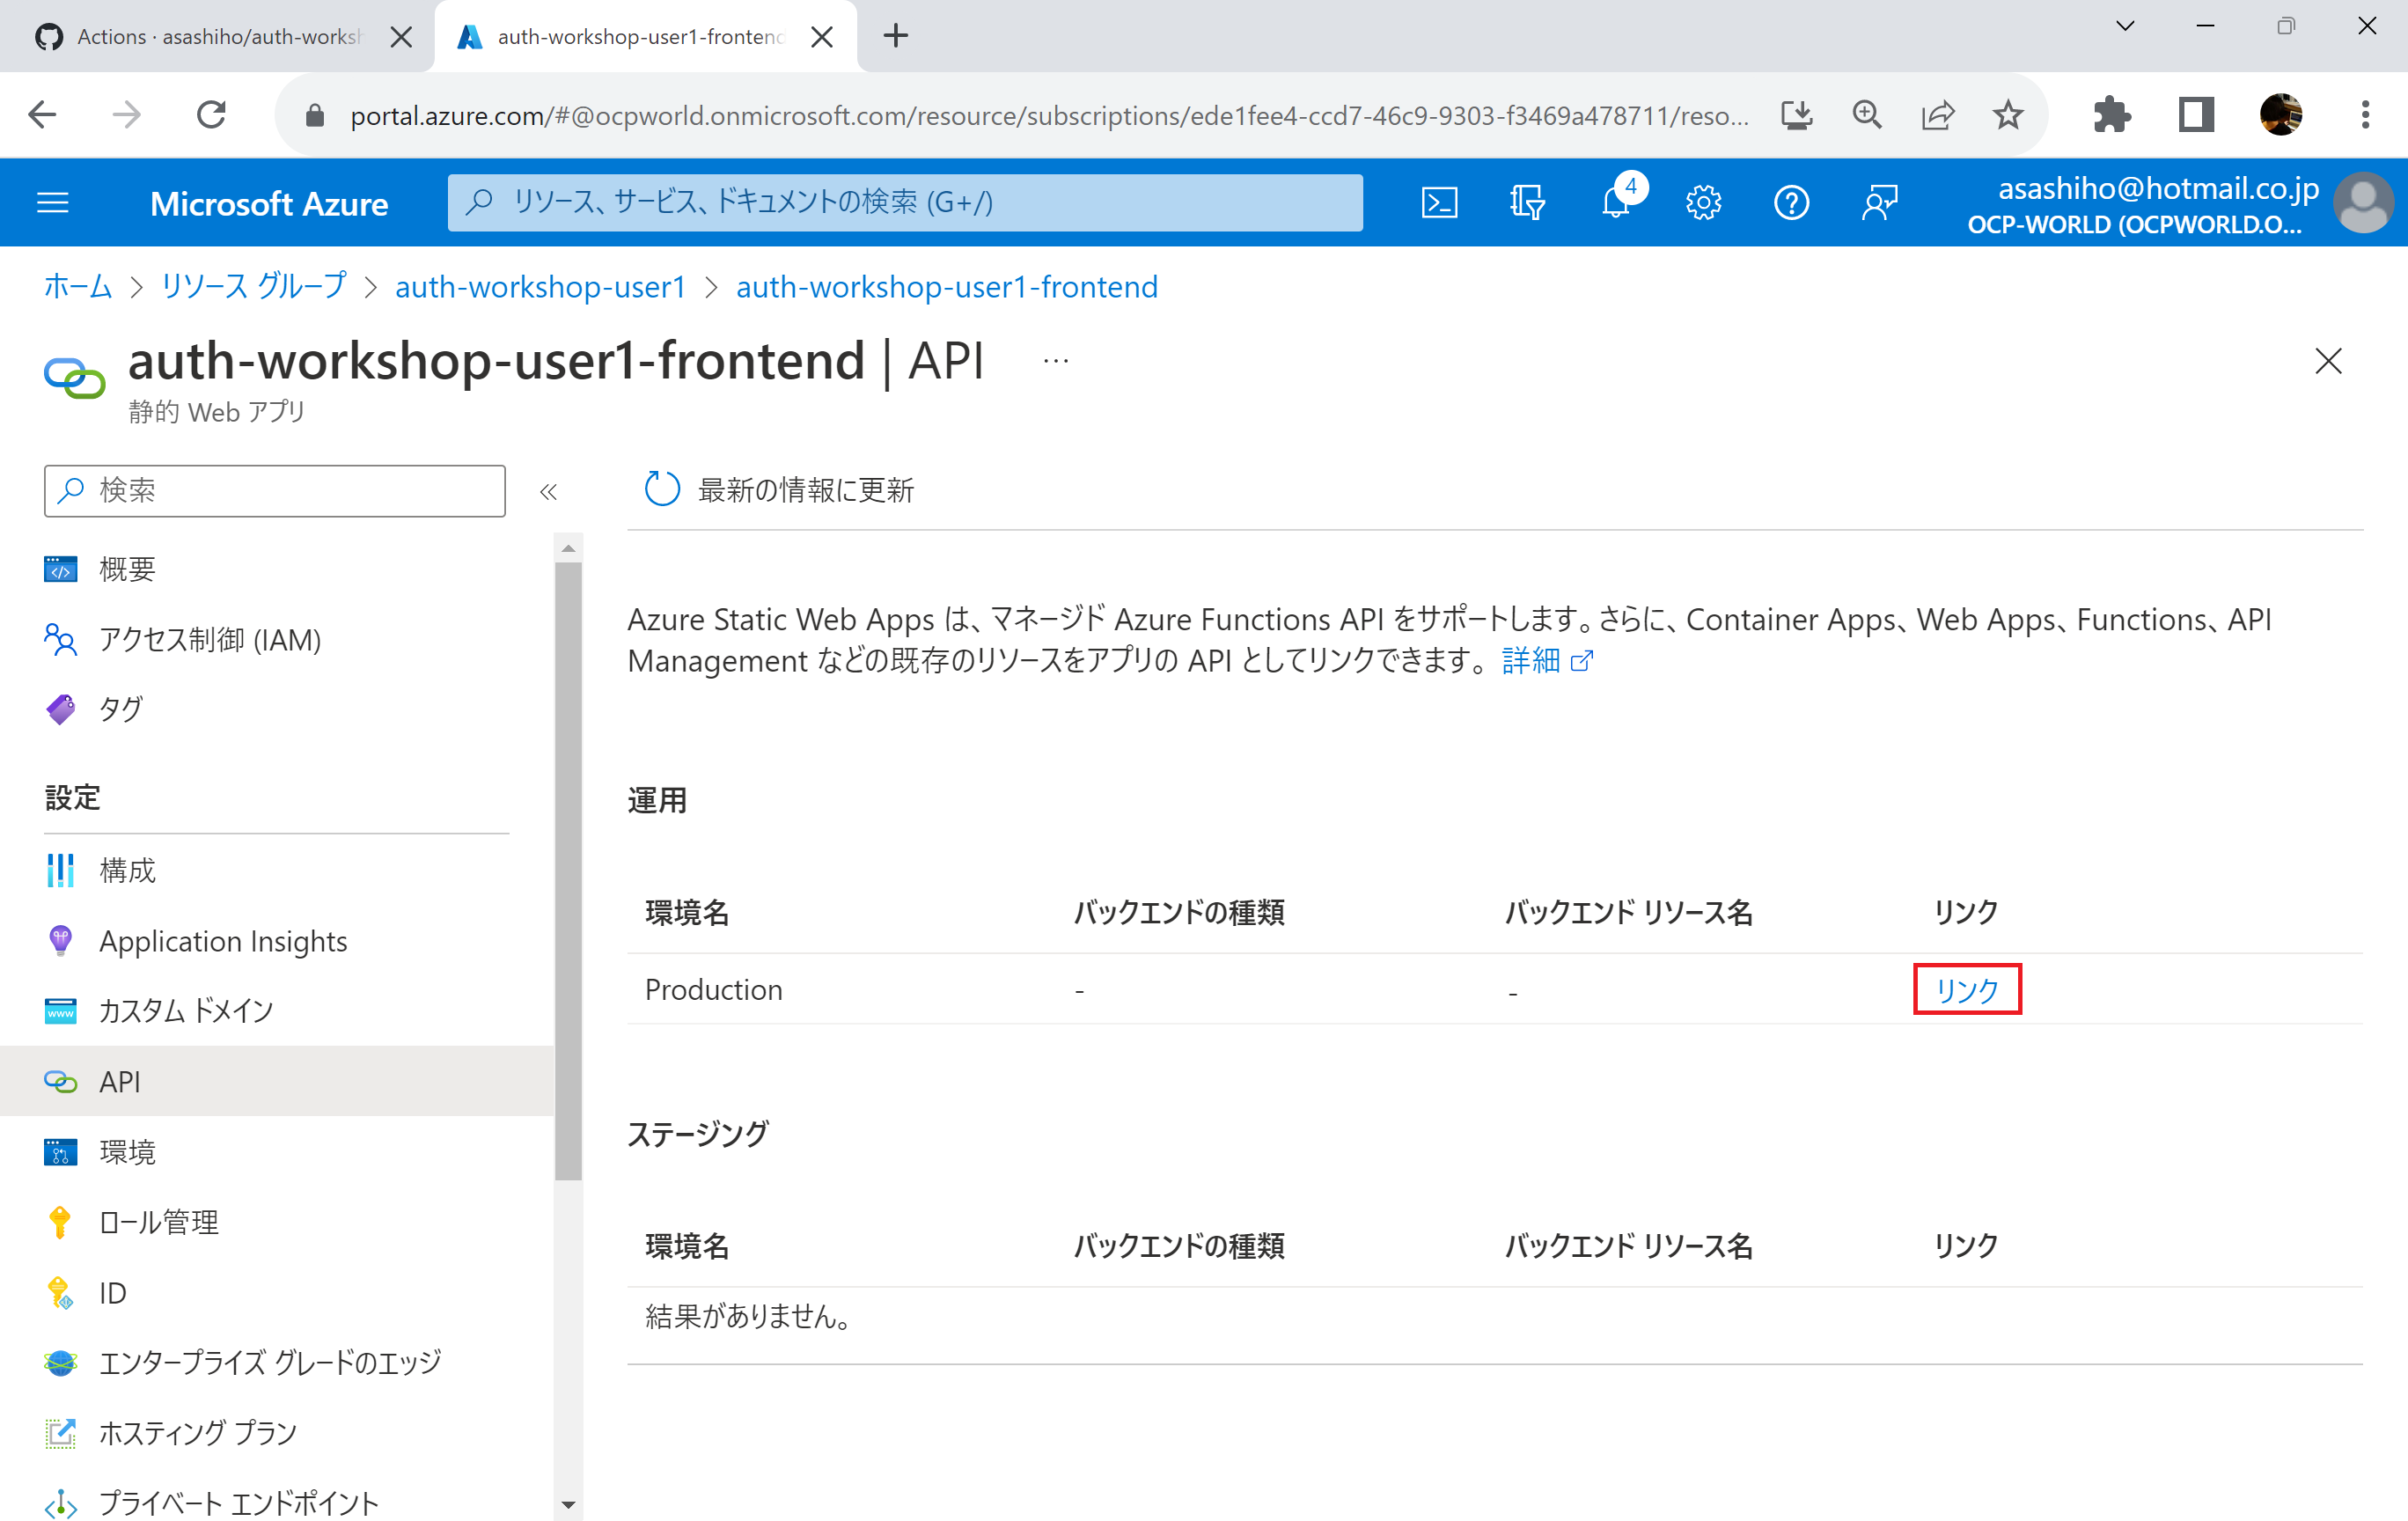 Actions · asashiho/auth-worksh
auth-workshop-user1-frontend
portal.azure.com/#@ocpworld.onmicrosoft.com/resource/subscriptions/ede1fee4-ccd7-46c9-9303-f3469a478711/reso...
Microsoft Azure
リソース、サービス、ドキュメントの検索 (G+/)
4
asashiho@hotmail.co.jp
OCP-WORLD (OCPWORLD.O...
ホーム > リソース グループ > auth-workshop-user1 > auth-workshop-user1-frontend
auth-workshop-user1-frontend | API ...
静的 Web アプリ
検索
«
最新の情報に更新
概要
アクセス制御 (IAM)
タグ
設定
構成
Application Insights
カスタム ドメイン
API
環境
ロール管理
ID
エンタープライズ グレードのエッジ
ホスティング プラン
プライベート エンドポイント
Azure Static Web Apps は、マネージド Azure Functions API をサポートします。さらに、Container Apps、Web Apps、Functions、API
Management などの既存のリソースをアプリの API としてリンクできます。 詳細
運用
環境名 バックエンドの種類 バックエンド リソース名 リンク
Production - - リンク
ステージング
環境名 バックエンドの種類 バックエンド リソース名 リンク
結果がありません。